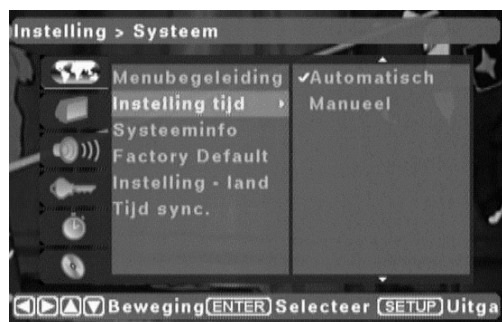 Instelling > Systeem
Menubegeleiding
Instelling tijd
Systeeminfo
Factory Default
Instelling - land
Tijd sync.
✓Automatisch
Manueel
Beweging ENTER Selecteer SETUP Uitga